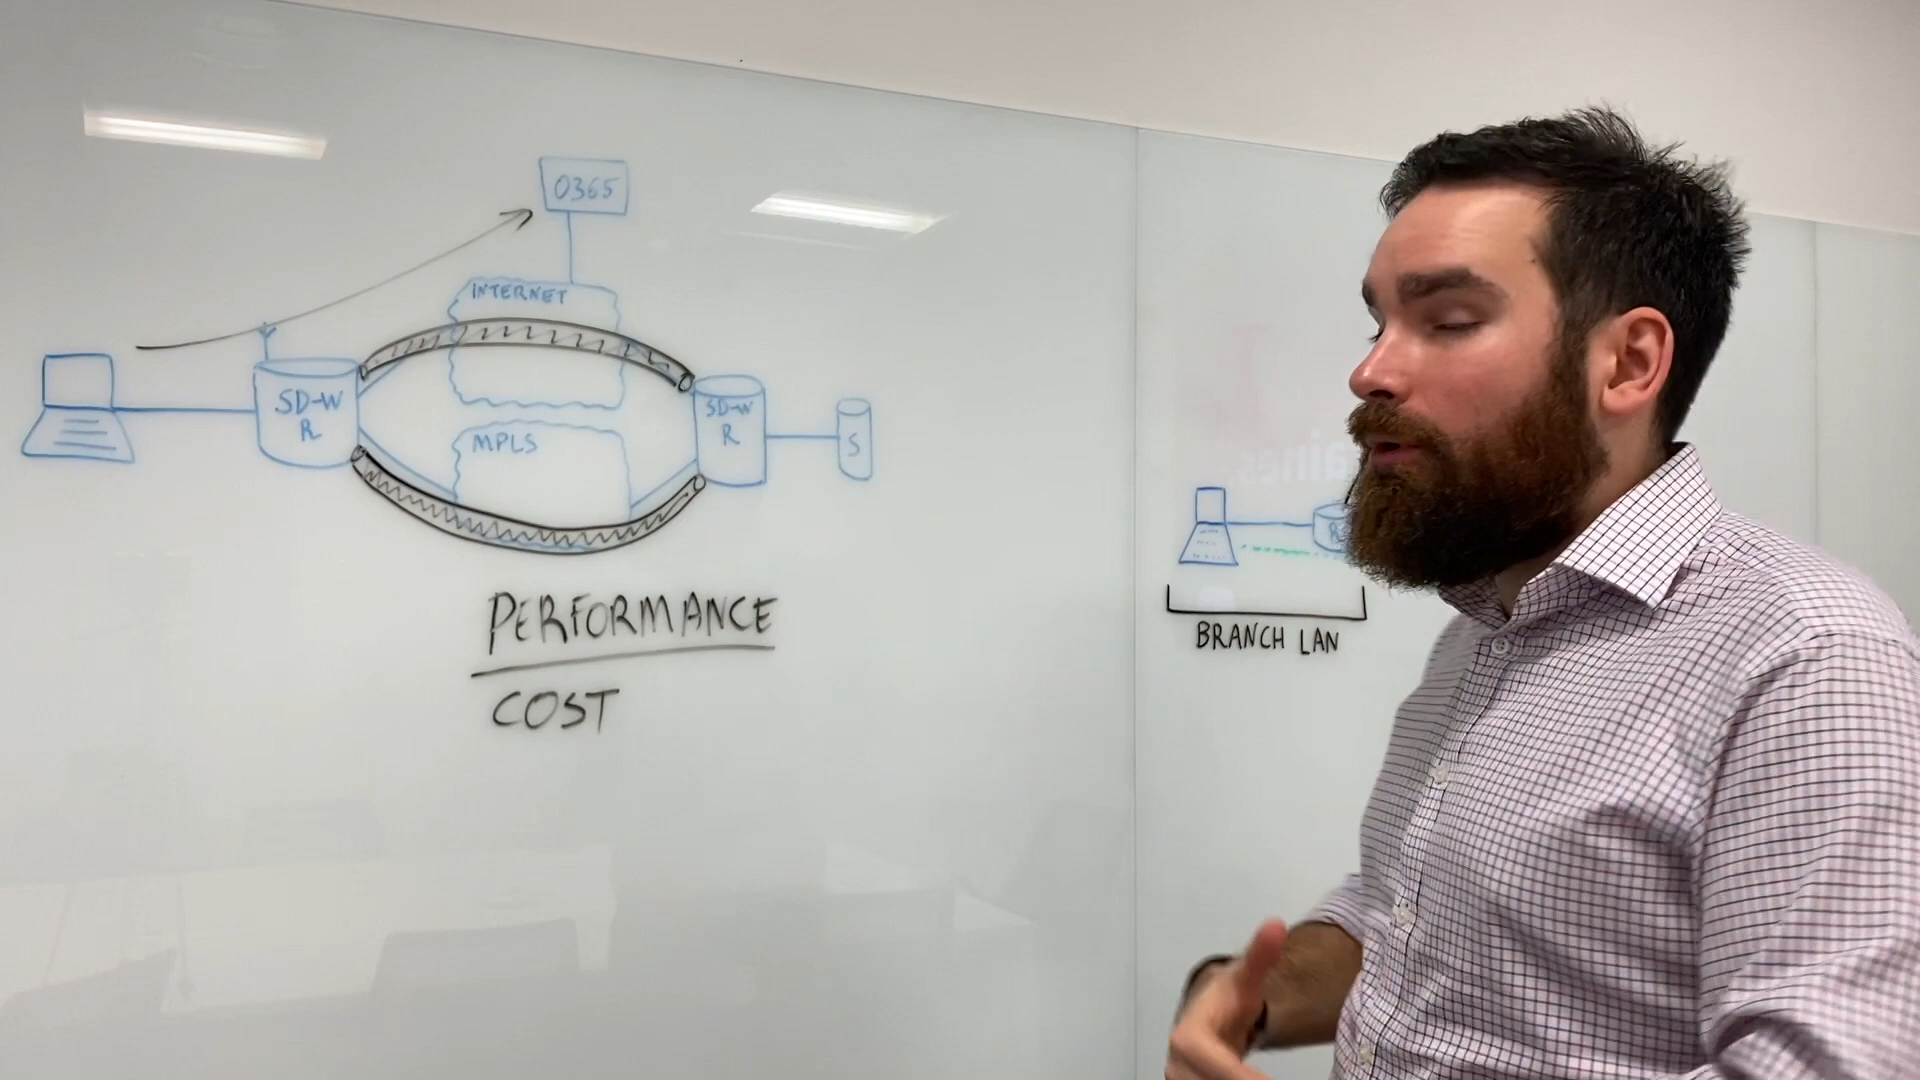 O365
INTERNET
SD-W
R
SD-W
R
S
MPLS
PERFORMANCE
COST
BRANCH LAN